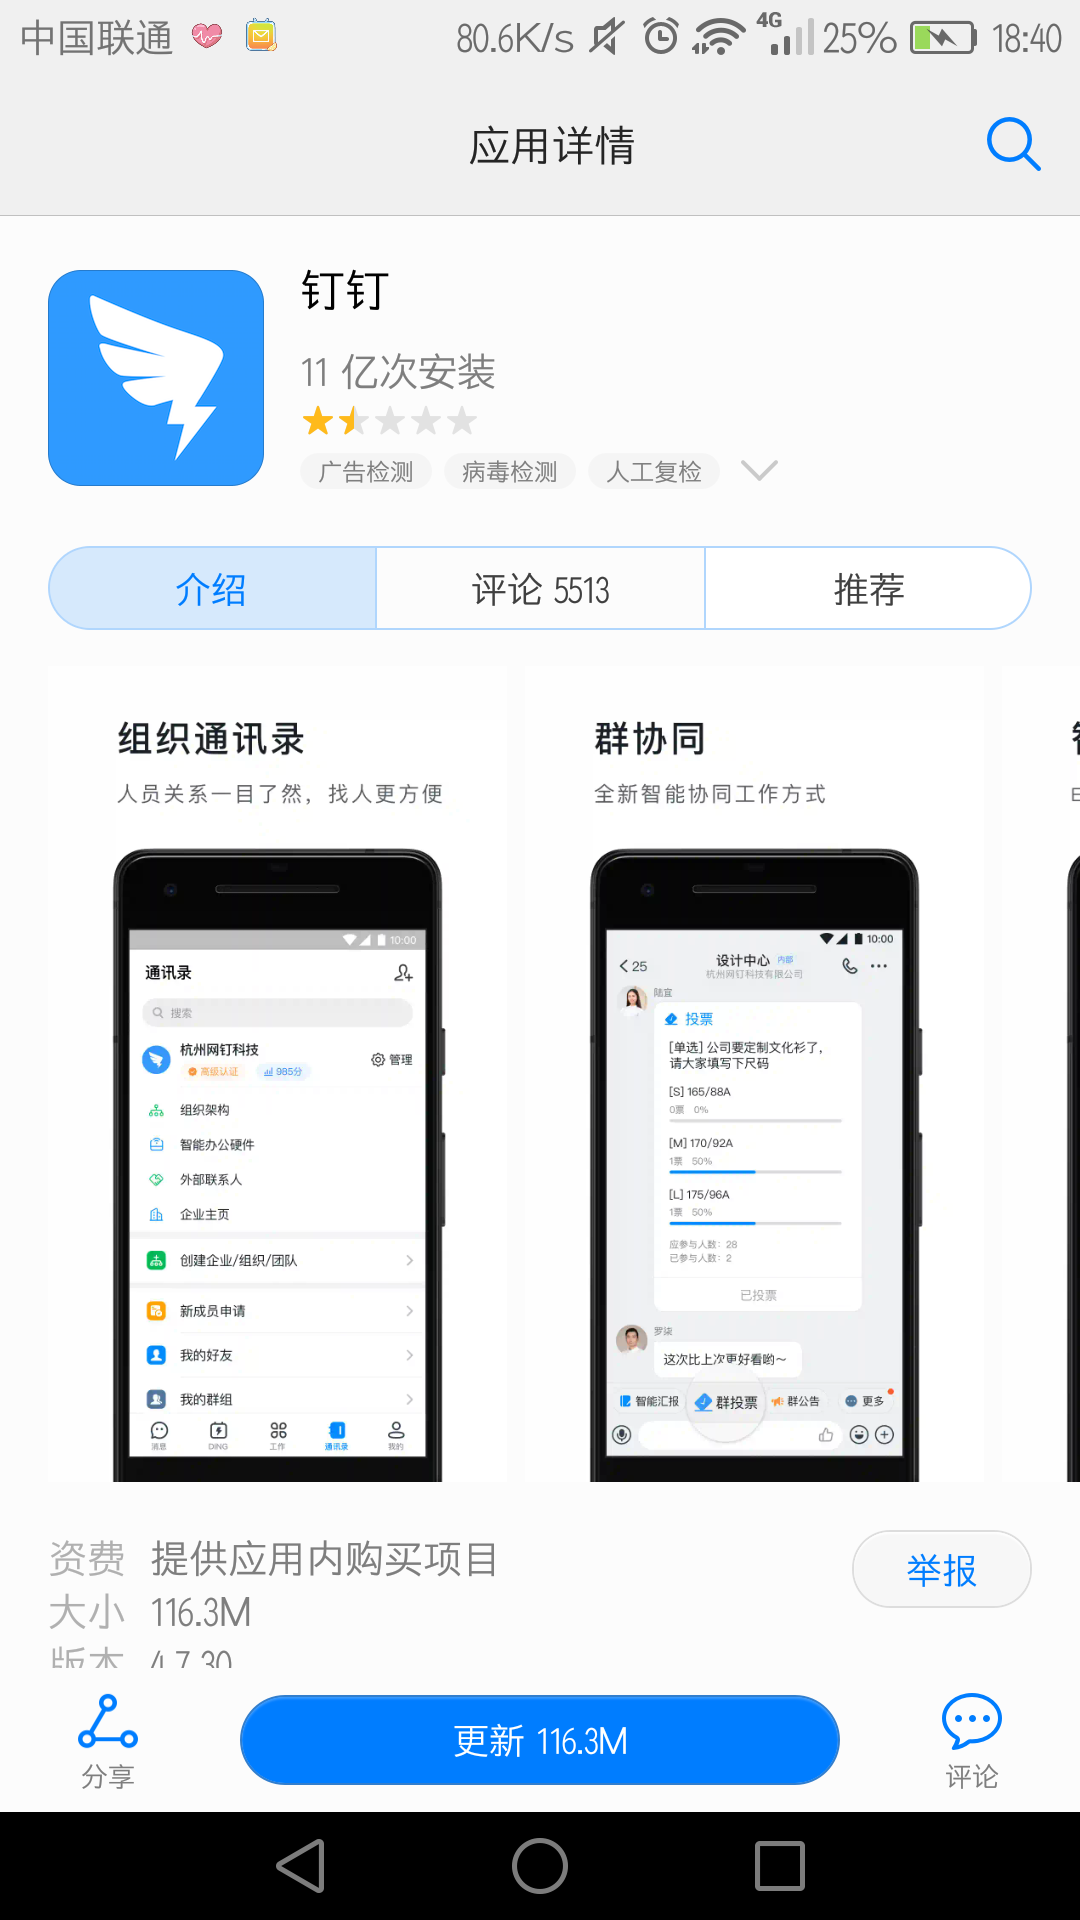 中国联通 80.6K/s 4G 25% 18:40
应用详情
钉钉
11 亿次安装
广告检测 病毒检测 人工复检
介绍 评论 5513 推荐
组织通讯录
人员关系一目了然，找人更方便
10:00
通讯录
搜索
杭州网钉科技
高级认证 985分
管理
组织架构
智能办公硬件
外部联系人
企业主页
创建企业/组织/团队
新成员申请
我的好友
我的群组
消息 DING 工作 通讯录 我的
群协同
全新智能协同工作方式
10:00
25 设计中心 内部
杭州网钉科技有限公司
陆宜
投票
[单选] 公司要定制文化衫了，
请大家填写下尺码
[S] 165/88A
0票 0%
[M] 170/92A
1票 50%
[L] 175/96A
1票 50%
应参与人数：28
已参与人数：2
已投票
罗柒
这次比上次更好看哟～
智能汇报 群投票 群公告 更多
资费 提供应用内购买项目
举报
大小 116.3M
版本 4.7.30
分享 更新 116.3M 评论